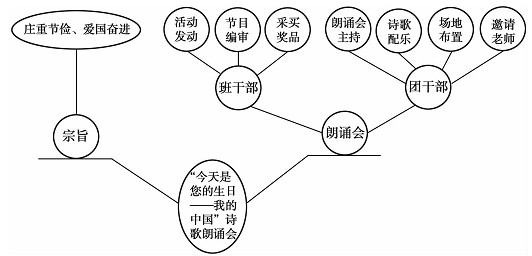 庄重节俭、爱国奋进
活动
发动
节目
编审
采买
奖品
朗诵会
主持
诗歌
配乐
场地
布置
邀请
老师
班干部
团干部
宗旨
朗诵会
“今天是
您的生日
——我的
中国”诗
歌朗诵会